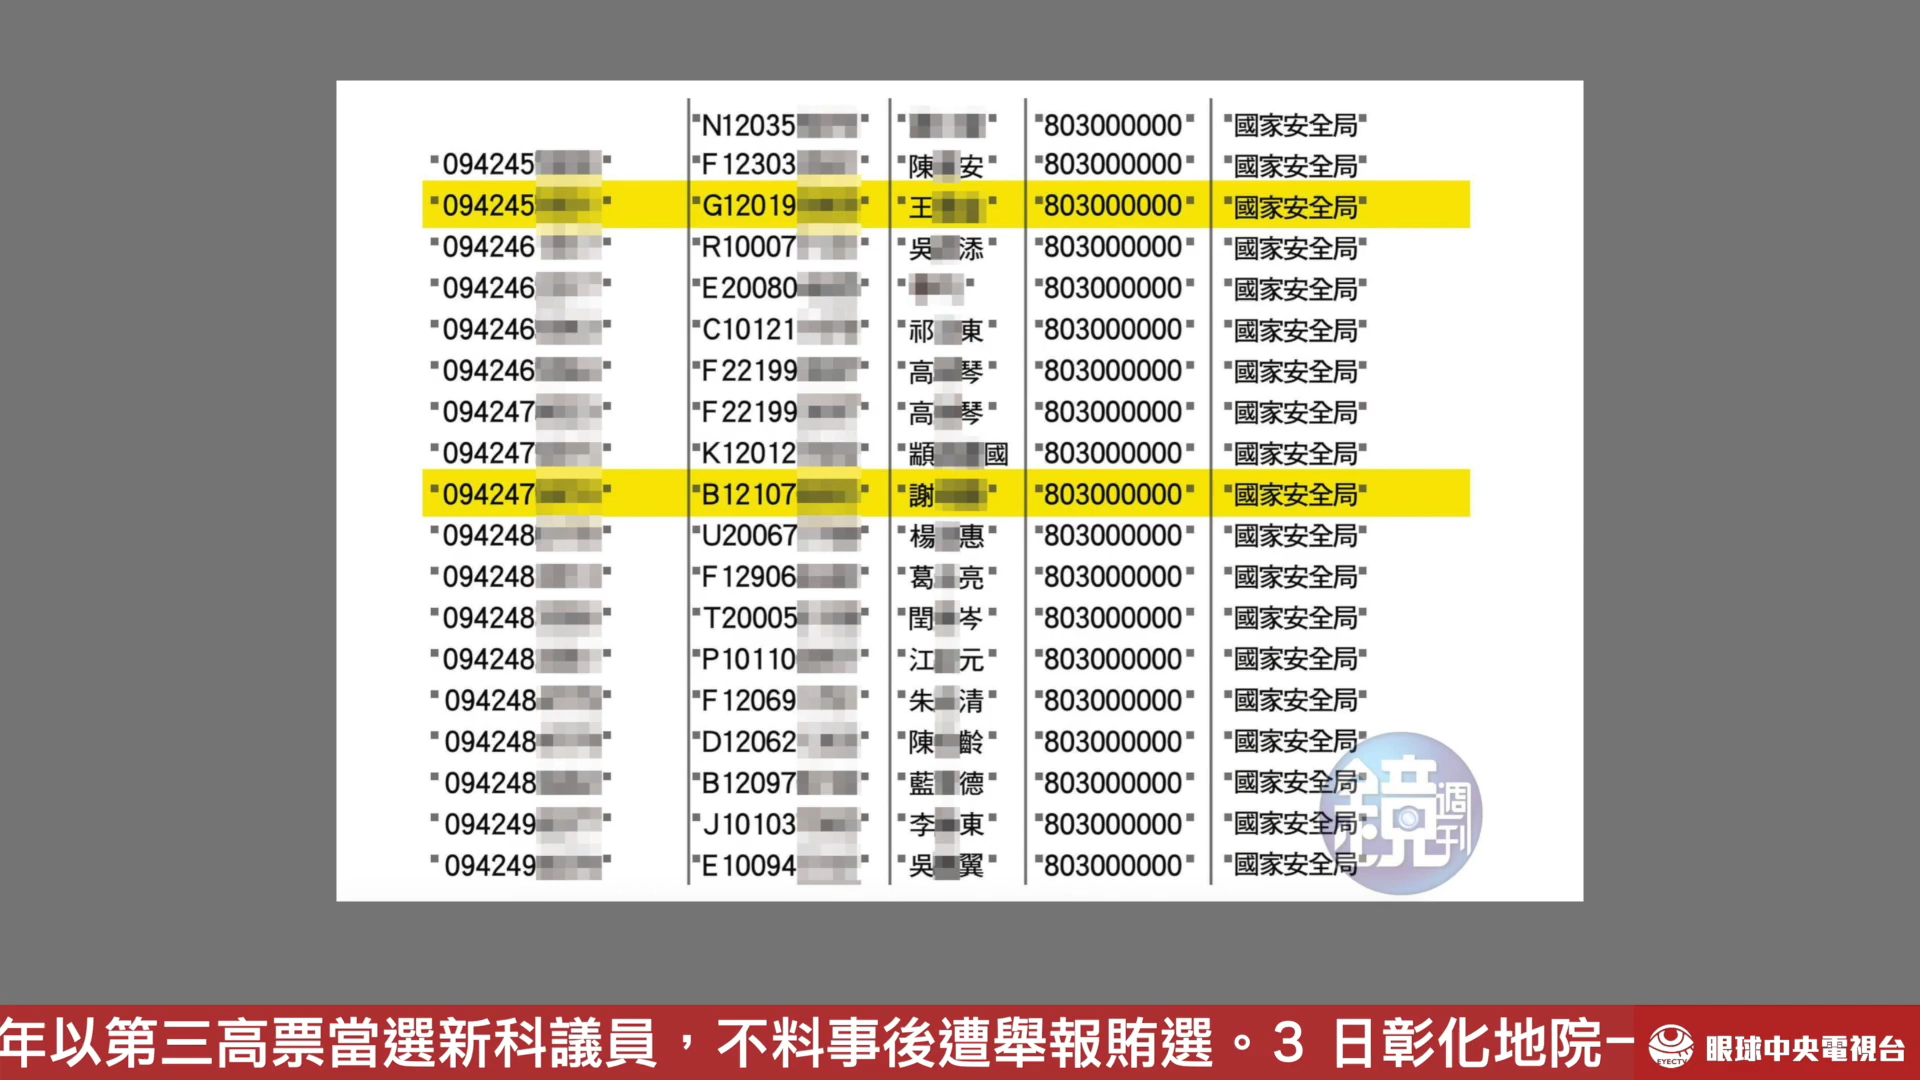 "N12035 " " " "803000000" "國家安全局"
"094245 " "F12303 " "陳 安" "803000000" "國家安全局"
"094245 " "G12019 " "王 " "803000000" "國家安全局"
"094246 " "R10007 " "吳 添" "803000000" "國家安全局"
"094246 " "E20080 " " " "803000000" "國家安全局"
"094246 " "C10121 " "祁 東" "803000000" "國家安全局"
"094246 " "F22199 " "高 琴" "803000000" "國家安全局"
"094247 " "F22199 " "高 琴" "803000000" "國家安全局"
"094247 " "K12012 " "顓 國 "803000000" "國家安全局"
"094247 " "B12107 " "謝 " "803000000" "國家安全局"
"094248 " "U20067 " "楊 惠" "803000000" "國家安全局"
"094248 " "F12906 " "葛 亮" "803000000" "國家安全局"
"094248 " "T20005 " "閏 岑" "803000000" "國家安全局"
"094248 " "P10110 " "江 元" "803000000" "國家安全局"
"094248 " "F12069 " "朱 清" "803000000" "國家安全局"
"094248 " "D12062 " "陳 齡" "803000000" "國家安全局"
"094248 " "B12097 " "藍 德" "803000000" "國家安全局"
"094249 " "J10103 " "李 東" "803000000" "國家安全局"
"094249 " "E10094 " "吳 翼" "803000000" "國家安全局"
鏡週刊
年以第三高票當選新科議員，不料事後遭舉報賄選。3 日彰化地院一
EYECTV 眼球中央電視台